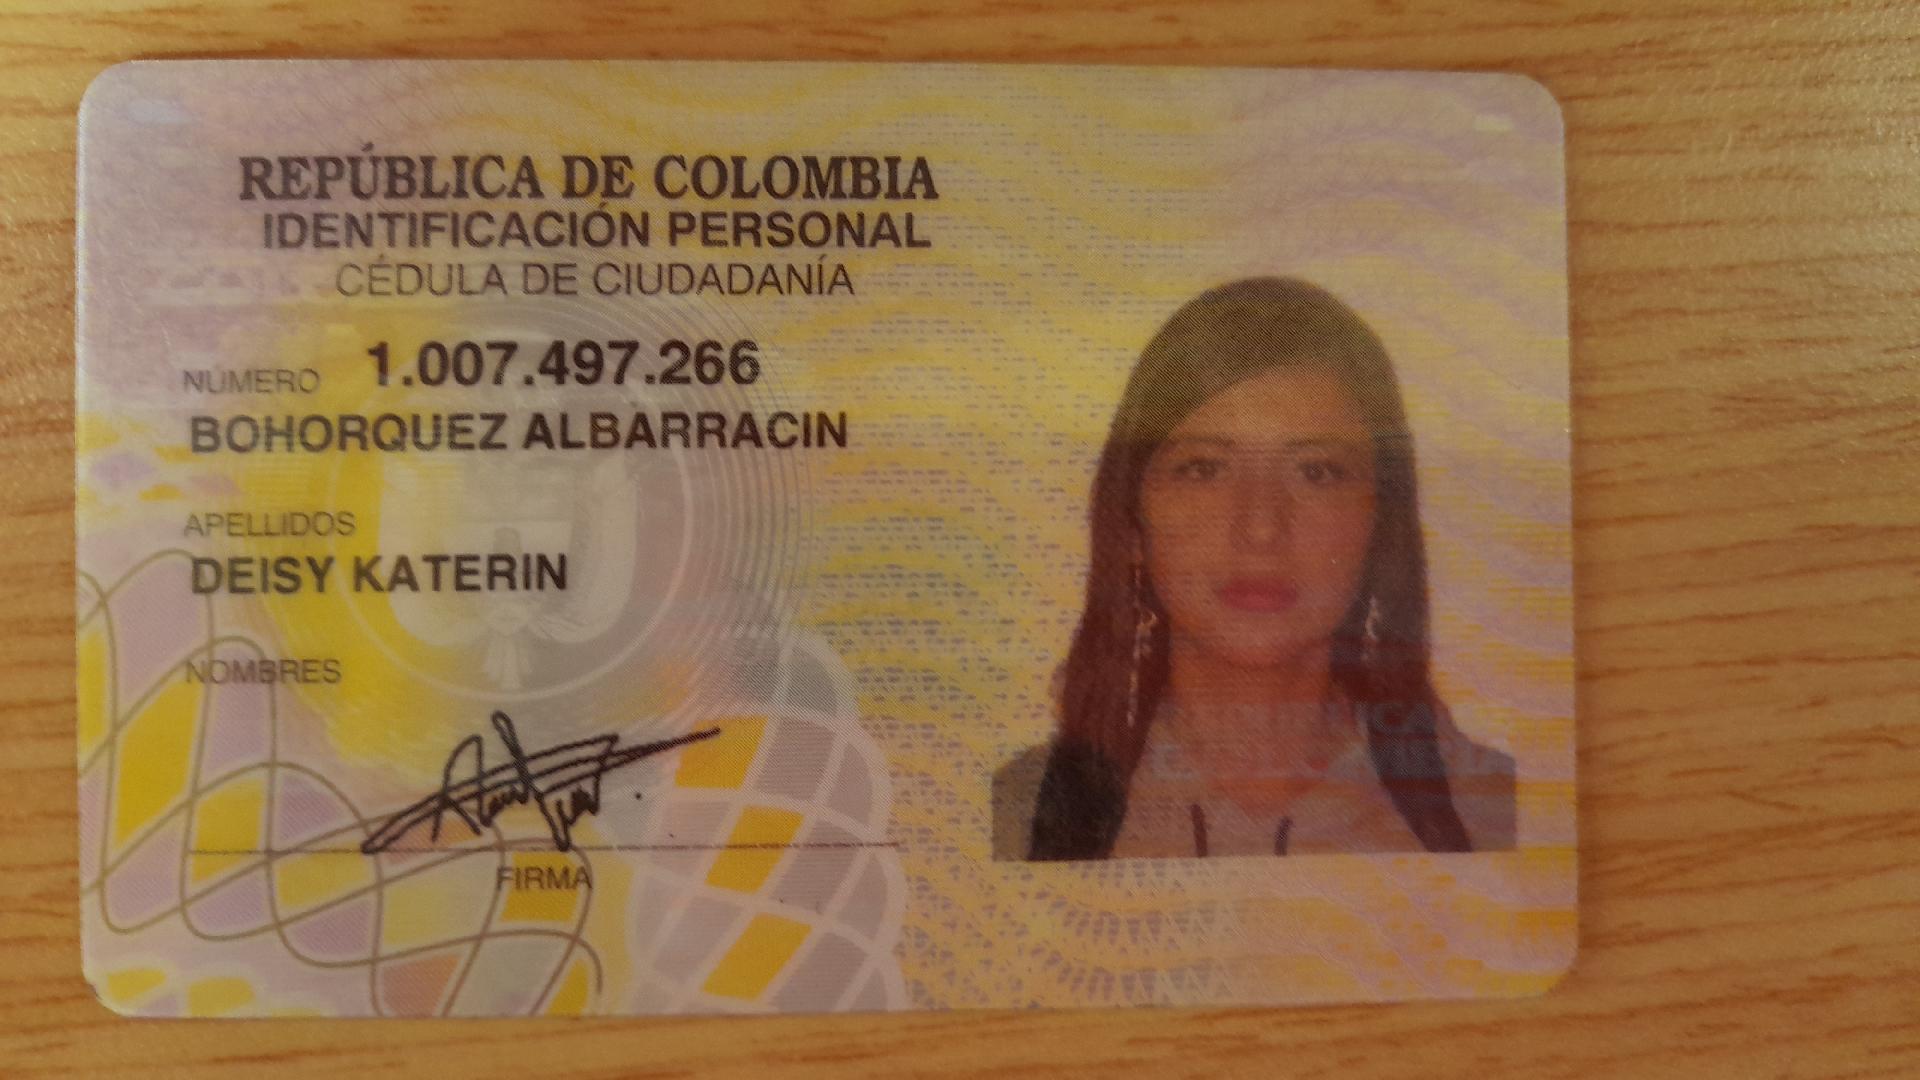 REPÚBLICA DE COLOMBIA
IDENTIFICACIÓN PERSONAL
CÉDULA DE CIUDADANÍA
NÚMERO 1.007.497.266
BOHORQUEZ ALBARRACIN
APELLIDOS
DEISY KATERIN
NOMBRES
FIRMA